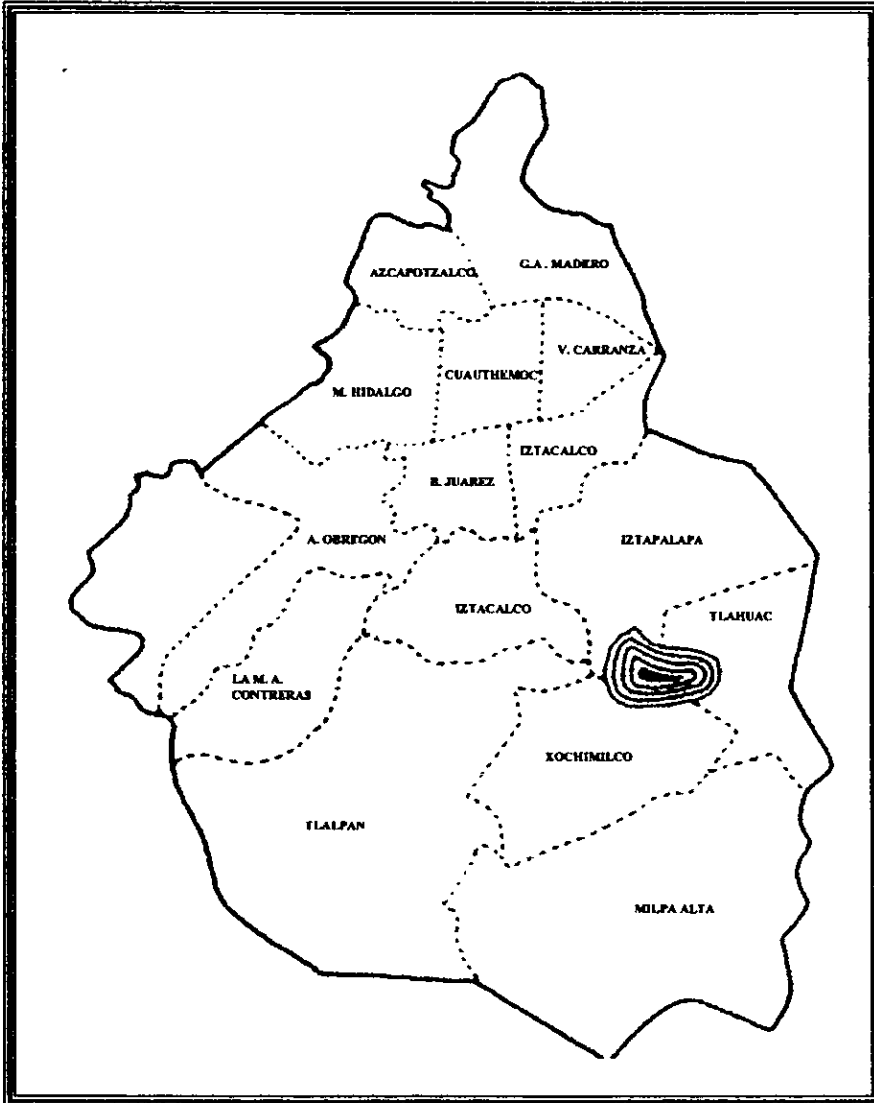 G.A. MADERO
AZCAPOTZALCO
V. CARRANZA
CUAUTHEMOC
M. HIDALGO
IZTACALCO
B. JUAREZ
A. OBREGON
IZTAPALAPA
IZTACALCO
TLAHUAC
LA M. A.
CONTRERAS
XOCHIMILCO
TLALPAN
MILPA ALTA